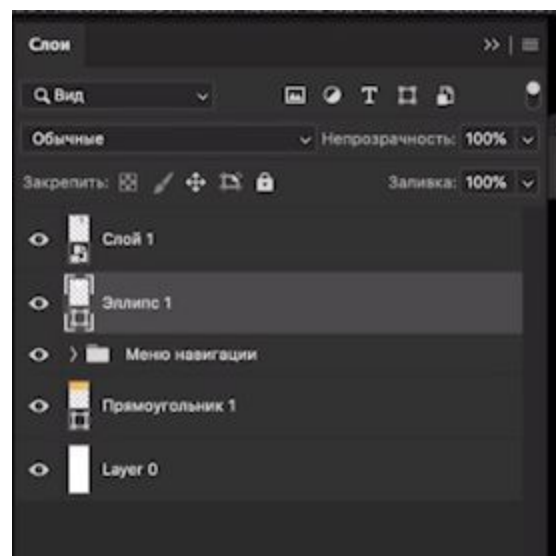 Слои
Вид
Обычные
Непрозрачность: 100%
Закрепить:
Заливка: 100%
Слой 1
Эллипс 1
Меню навигации
Прямоугольник 1
Layer 0